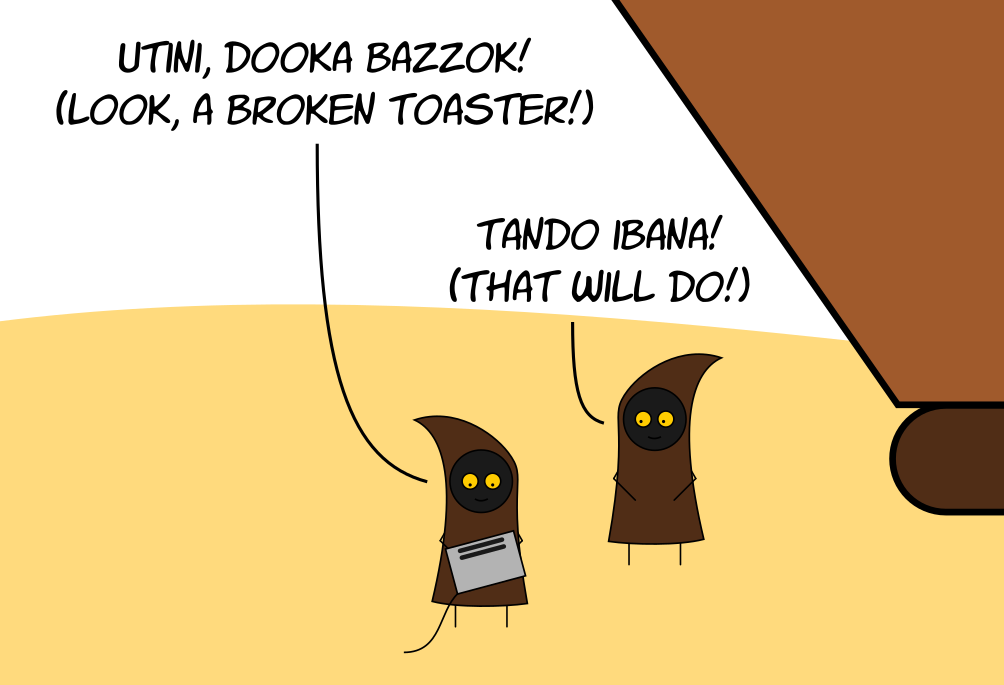 UTINI, DOOKA BAZZOK!
(LOOK, A BROKEN TOASTER!)
TANDO IBANA!
(THAT WILL DO!)